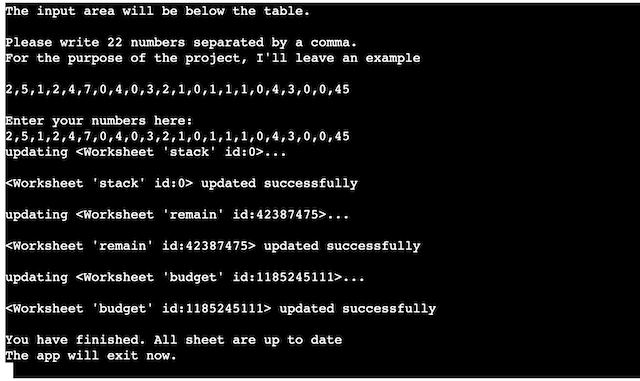 The input area will be below the table.
Please write 22 numbers separated by a comma.
For the purpose of the project, I'll leave an example
2,5,1,2,4,7,0,4,0,3,2,1,0,1,1,1,0,4,3,0,0,45
Enter your numbers here:
2,5,1,2,4,7,0,4,0,3,2,1,0,1,1,1,0,4,3,0,0,45
updating <Worksheet 'stack' id:0>...
<Worksheet 'stack' id:0> updated successfully
updating <Worksheet 'remain' id:42387475>...
<Worksheet 'remain' id:42387475> updated successfully
updating <Worksheet 'budget' id:1185245111>...
<Worksheet 'budget' id:1185245111> updated successfully
You have finished. All sheet are up to date
The app will exit now.